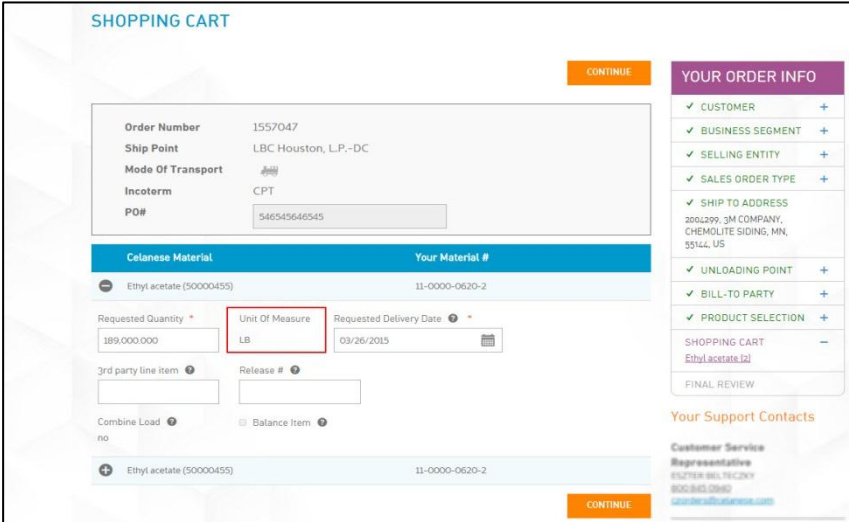 SHOPPING CART
CONTINUE
Order Number 1557047
Ship Point LBC Houston, L.P.-DC
Mode Of Transport
Incoterm CPT
PO# 546545646545
Celanese Material Your Material #
Ethyl acetate (50000455) 11-0000-0620-2
Requested Quantity * Unit Of Measure Requested Delivery Date ? *
189,000.000 LB 03/26/2015
3rd party line item ? Release # ?
Combine Load ? Balance Item ?
no
Ethyl acetate (50000455) 11-0000-0620-2
CONTINUE
YOUR ORDER INFO
✓ CUSTOMER +
✓ BUSINESS SEGMENT +
✓ SELLING ENTITY +
✓ SALES ORDER TYPE +
✓ SHIP TO ADDRESS
2004299, 3M COMPANY,
CHEMOLITE SIDING, MN,
55144, US
✓ UNLOADING POINT +
✓ BILL-TO PARTY +
✓ PRODUCT SELECTION +
SHOPPING CART −
Ethyl acetate (2)
FINAL REVIEW
Your Support Contacts
Customer Service
Representative